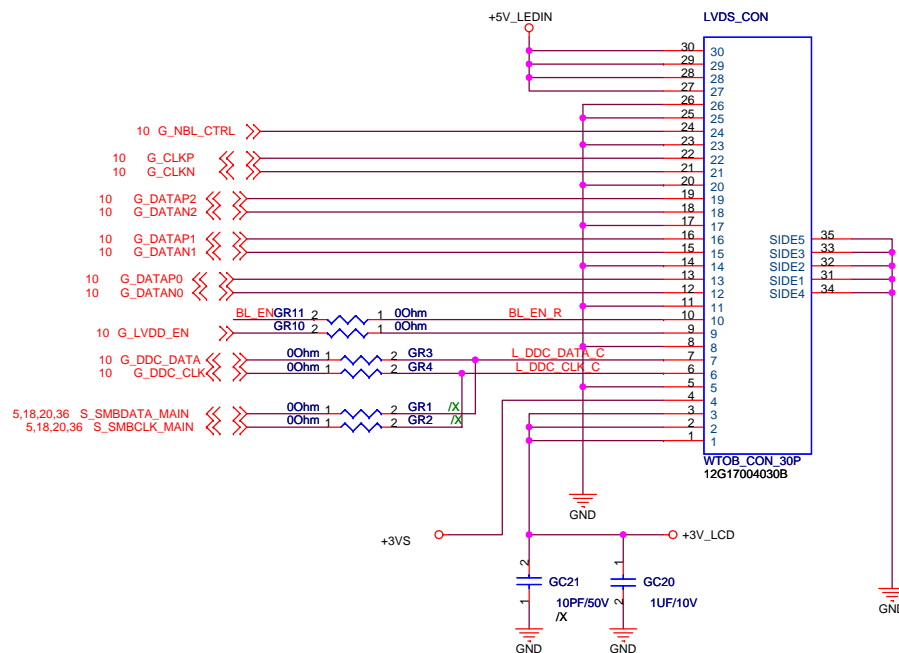 +5V_LEDIN
LVDS_CON
30 30
29 29
28 28
27 27
26 26
25 25
10 G_NBL_CTRL 24 24
23 23
10 G_CLKP 22 22
10 G_CLKN 21 21
20 20
10 G_DATAP2 19 19
10 G_DATAN2 18 18
17 17
10 G_DATAP1 16 16 SIDE5 35
10 G_DATAN1 15 15 SIDE3 33
14 14 SIDE2 32
10 G_DATAP0 13 13 SIDE1 31
10 G_DATAN0 12 12 SIDE4 34
11 11
BL_EN GR11 2 1 0Ohm BL_EN_R 10 10
10 G_LVDD_EN GR10 2 1 0Ohm 9 9
8 8
10 G_DDC_DATA 0Ohm 1 2 GR3 L_DDC_DATA_C 7 7
10 G_DDC_CLK 0Ohm 1 2 GR4 L_DDC_CLK_C 6 6
5 5
4 4
5,18,20,36 S_SMBDATA_MAIN 0Ohm 1 2 GR1 /X 3 3
5,18,20,36 S_SMBCLK_MAIN 0Ohm 1 2 GR2 /X 2 2
1 1
WTOB_CON_30P
12G17004030B
GND
+3VS
+3V_LCD
2 GC21 1
1 10PF/50V
/X
1 GC20
2 1UF/10V
GND
GND
GND